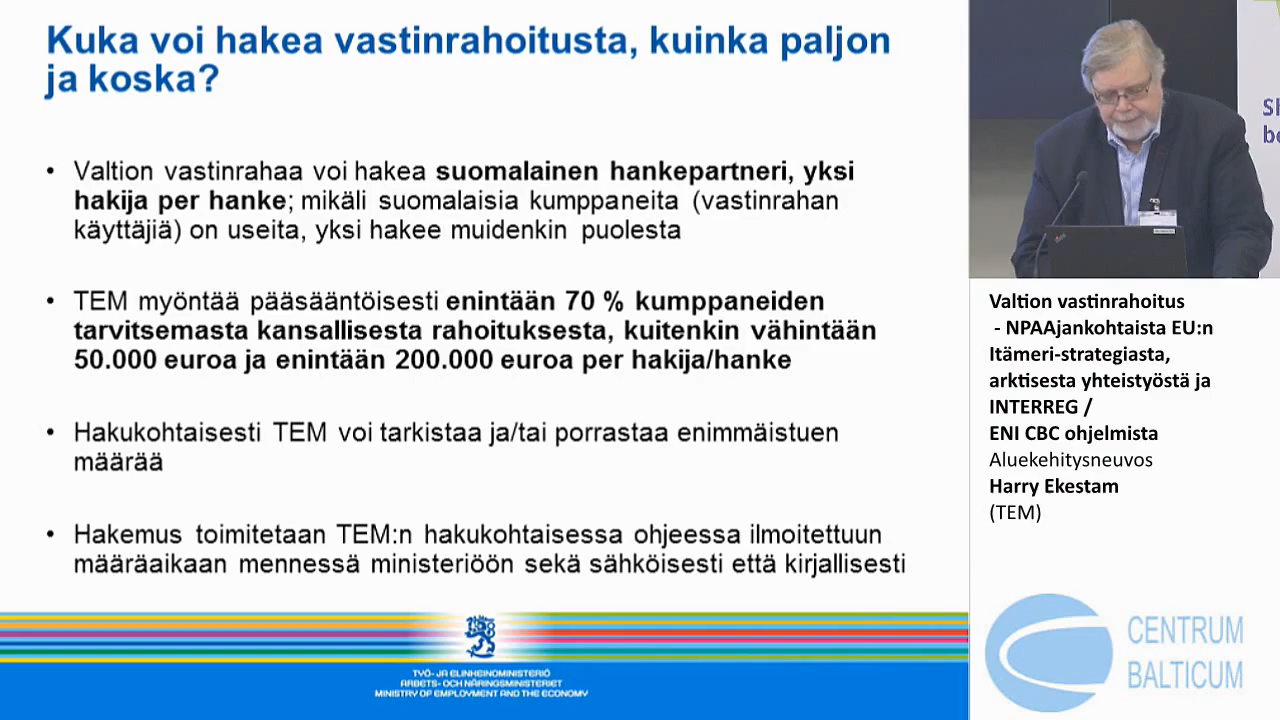 Kuka voi hakea vastinrahoitusta, kuinka paljon
ja koska?
• Valtion vastinrahaa voi hakea suomalainen hankepartneri, yksi
hakija per hanke; mikäli suomalaisia kumppaneita (vastinrahan
käyttäjiä) on useita, yksi hakee muidenkin puolesta
• TEM myöntää pääsääntöisesti enintään 70 % kumppaneiden
tarvitsemasta kansallisesta rahoituksesta, kuitenkin vähintään
50.000 euroa ja enintään 200.000 euroa per hakija/hanke
• Hakukohtaisesti TEM voi tarkistaa ja/tai porrastaa enimmäistuen
määrää
• Hakemus toimitetaan TEM:n hakukohtaisessa ohjeessa ilmoitettuun
määräaikaan mennessä ministeriöön sekä sähköisesti että kirjallisesti
TYÖ- JA ELINKEINOMINISTERIÖ
ARBETS- OCH NÄRINGSMINISTERIET
MINISTRY OF EMPLOYMENT AND THE ECONOMY
Valtion vastinrahoitus
- NPAAjankohtaista EU:n
Itämeri-strategiasta,
arktisesta yhteistyöstä ja
INTERREG /
ENI CBC ohjelmista
Aluekehitysneuvos
Harry Ekestam
(TEM)
CENTRUM
BALTICUM